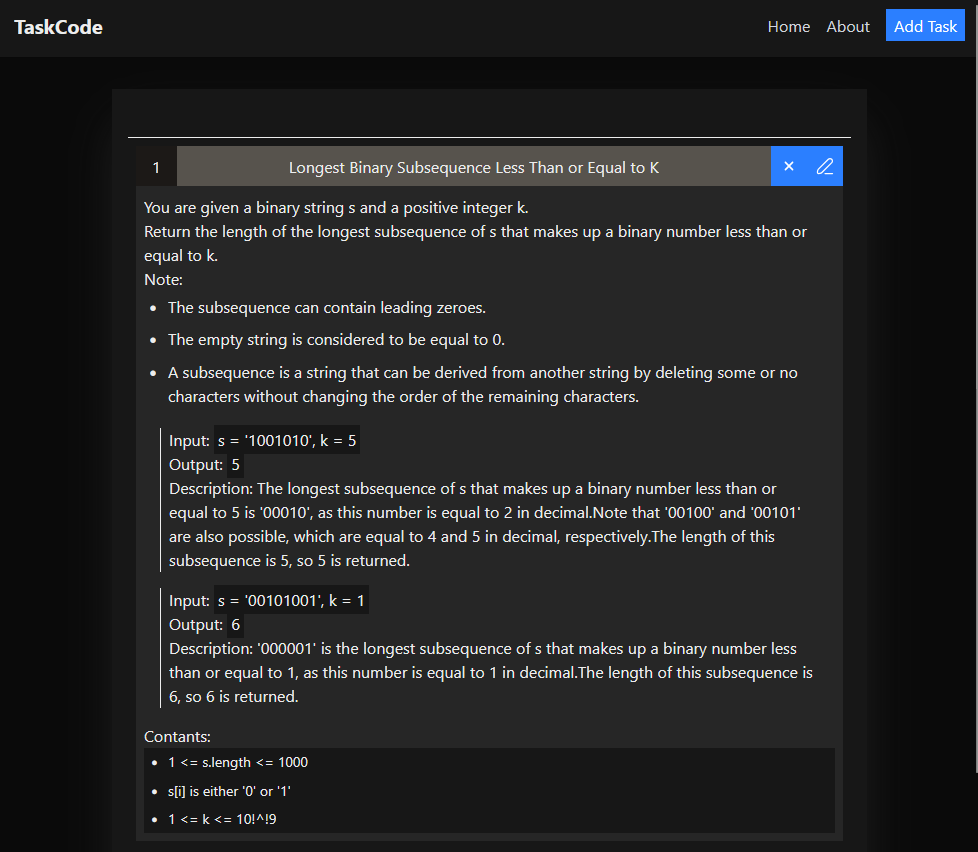 TaskCode
Home About Add Task
1 Longest Binary Subsequence Less Than or Equal to K
You are given a binary string s and a positive integer k.
Return the length of the longest subsequence of s that makes up a binary number less than or
equal to k.
Note:
• The subsequence can contain leading zeroes.
• The empty string is considered to be equal to 0.
• A subsequence is a string that can be derived from another string by deleting some or no
characters without changing the order of the remaining characters.
Input: s = '1001010', k = 5
Output: 5
Description: The longest subsequence of s that makes up a binary number less than or
equal to 5 is '00010', as this number is equal to 2 in decimal.Note that '00100' and '00101'
are also possible, which are equal to 4 and 5 in decimal, respectively.The length of this
subsequence is 5, so 5 is returned.
Input: s = '00101001', k = 1
Output: 6
Description: '000001' is the longest subsequence of s that makes up a binary number less
than or equal to 1, as this number is equal to 1 in decimal.The length of this subsequence is
6, so 6 is returned.
Contants:
• 1 <= s.length <= 1000
• s[i] is either '0' or '1'
• 1 <= k <= 10!^!9